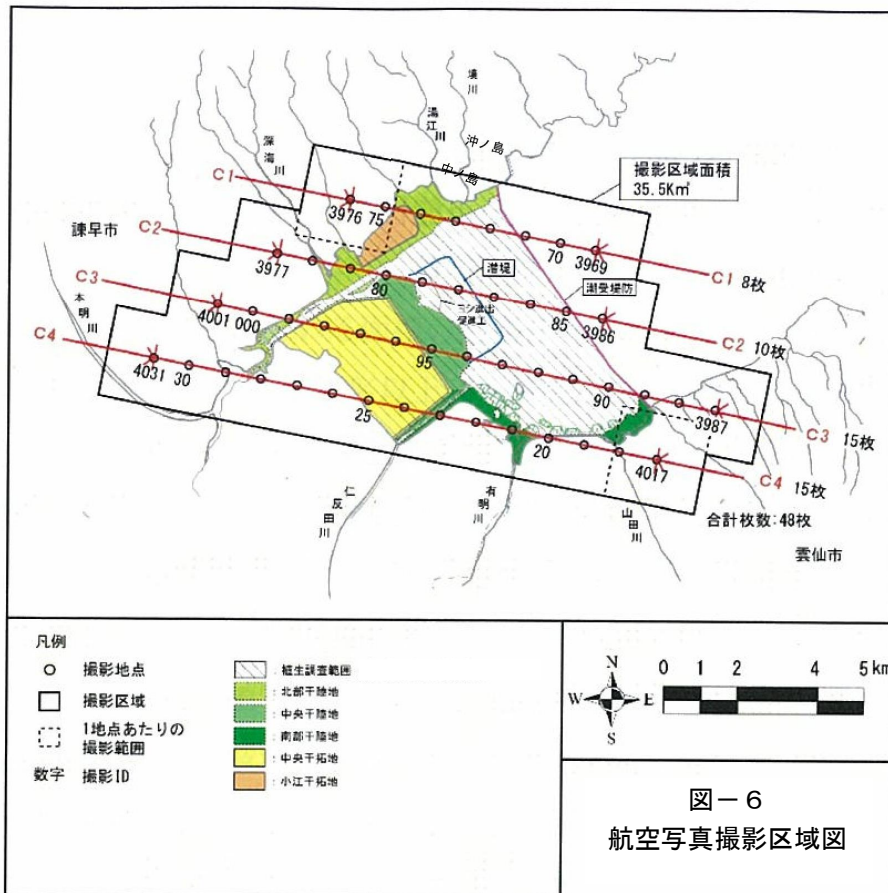 境川
湯江川
沖ノ島
中ノ島
深海川
撮影区域面積
35.5K㎡
C1
3976 75
70 3969
C1 8枚
諫早市
C2
3977
80
85 3986
C2 10枚
潜堤
潮受堤防
ヨシ進出
促進工
C3
本明川
4001 000
95
90
3987
C3 15枚
C4
4031 30
25
20
4017
C4 15枚
合計枚数:48枚
仁反田川
有明川
山田川
雲仙市
凡例
撮影地点
撮影区域
1地点あたりの
撮影範囲
数字 撮影ID
:植生調査範囲
:北部干陸地
:中央干陸地
:南部干陸地
:中央干拓地
:小江干拓地
N
W E
S
0 1 2 4 5km
図-6
航空写真撮影区域図